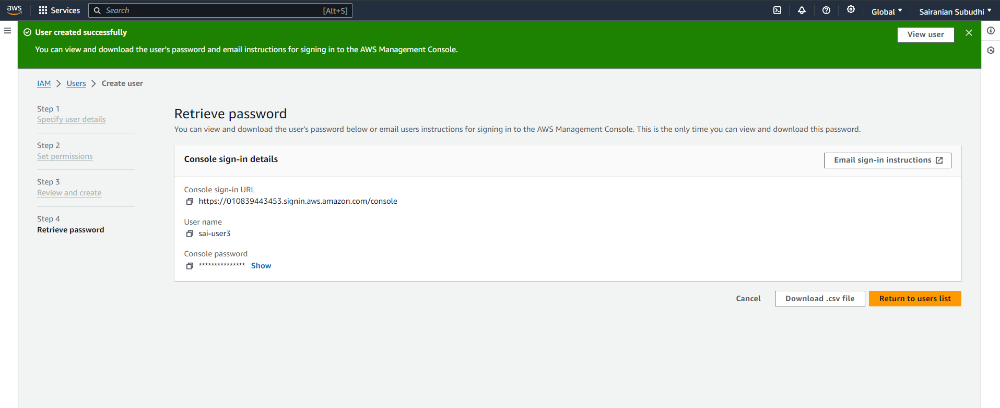 aws Services Search [Alt+S] Global Sairanjan Subudhi
User created successfully
View user
You can view and download the user's password and email instructions for signing in to the AWS Management Console.
IAM > Users > Create user
Step 1
Specify user details
Step 2
Set permissions
Step 3
Review and create
Step 4
Retrieve password
Retrieve password
You can view and download the user's password below or email users instructions for signing in to the AWS Management Console. This is the only time you can view and download this password.
Console sign-in details
Email sign-in instructions
Console sign-in URL
https://010839443453.signin.aws.amazon.com/console
User name
sai-user3
Console password
*************** Show
Cancel Download .csv file Return to users list